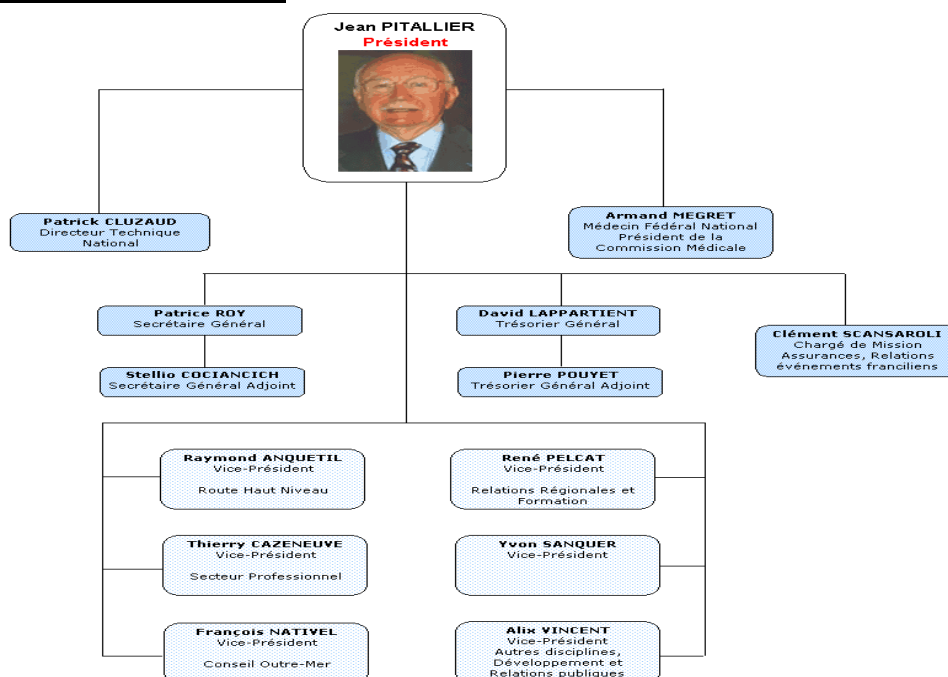 Jean PITALLIER
Président
Patrick CLUZAUD
Directeur Technique
National
Armand MEGRET
Médecin Fédéral National
Président de la
Commission Médicale
Patrice ROY
Secrétaire Général
David LAPPARTIENT
Trésorier Général
Clément SCANSAROLI
Chargé de Mission
Assurances, Relations
événements franciliens
Stellio COCIANCICH
Secrétaire Général Adjoint
Pierre POUYET
Trésorier Général Adjoint
Raymond ANQUETIL
Vice-Président
Route Haut Niveau
René PELCAT
Vice-Président
Relations Régionales et
Formation
Thierry CAZENEUVE
Vice-Président
Secteur Professionnel
Yvon SANQUER
Vice-Président
François NATIVEL
Vice-Président
Conseil Outre-Mer
Alix VINCENT
Vice-Président
Autres disciplines,
Développement et
Relations publiques